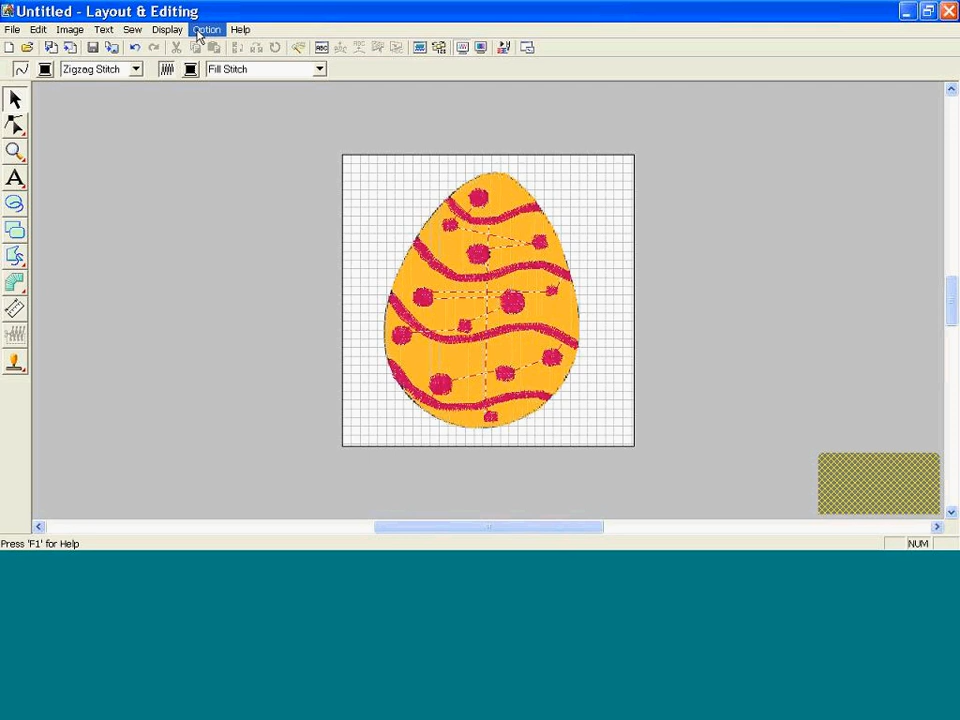 Untitled - Layout & Editing
File Edit Image Text Sew Display Option Help
ABC
Zigzag Stitch Fill Stitch
A
Press 'F1' for Help NUM